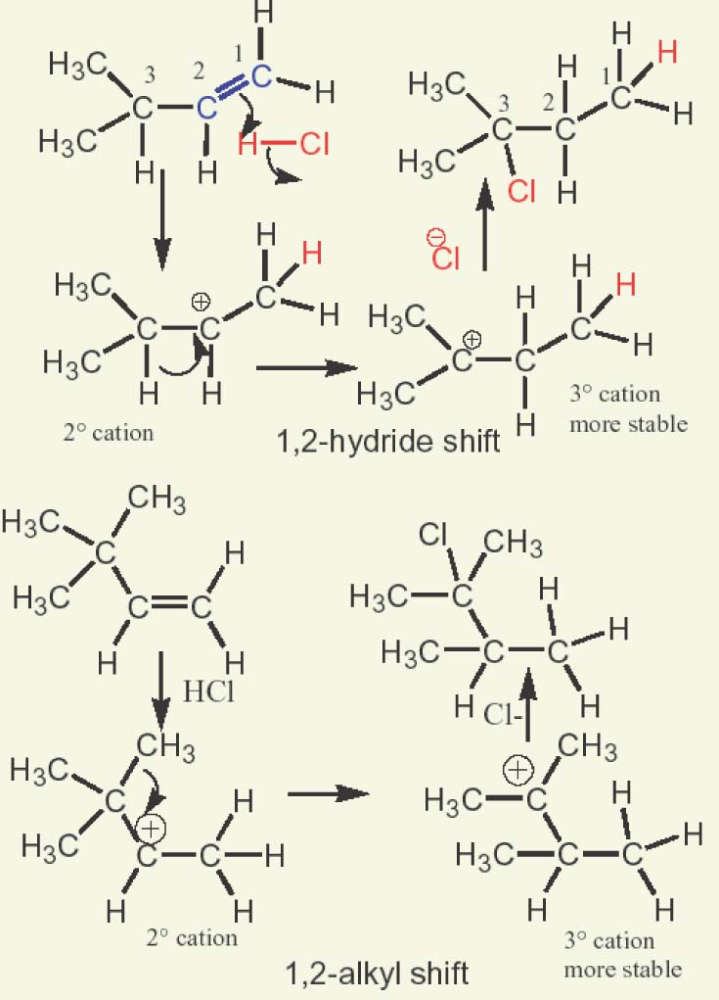 H
H₃C 3 2 1 C H
C C
H₃C H H H—Cl
H
H₃C 3 2 1 H
H C H
C C
H₃C Cl H
H H
H₃C ⊕ C H
C C
H₃C H H
2° cation
⊖
Cl
H H
H₃C ⊕ H C H
C C
H₃C H
3° cation
more stable
1,2-hydride shift
CH₃
H₃C C H
H₃C C=C
H H
HCl
Cl CH₃
H₃C—C H
H₃C—C—C H
H H
Cl-
CH₃
H₃C C H
H₃C ⊕
C—C—H
H H
2° cation
⊕ CH₃
H₃C—C H
H₃C—C—C H
H H
3° cation
more stable
1,2-alkyl shift